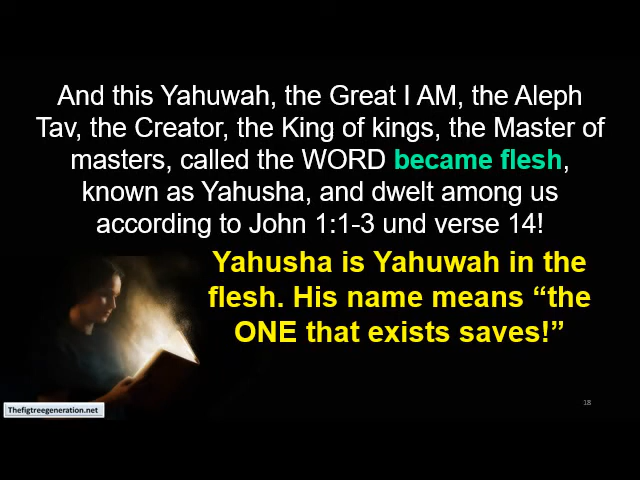 And this Yahuwah, the Great I AM, the Aleph
Tav, the Creator, the King of kings, the Master of
masters, called the WORD became flesh,
known as Yahusha, and dwelt among us
according to John 1:1-3 und verse 14!
Yahusha is Yahuwah in the
flesh. His name means “the
ONE that exists saves!”
Thefigtreegeneration.net
18